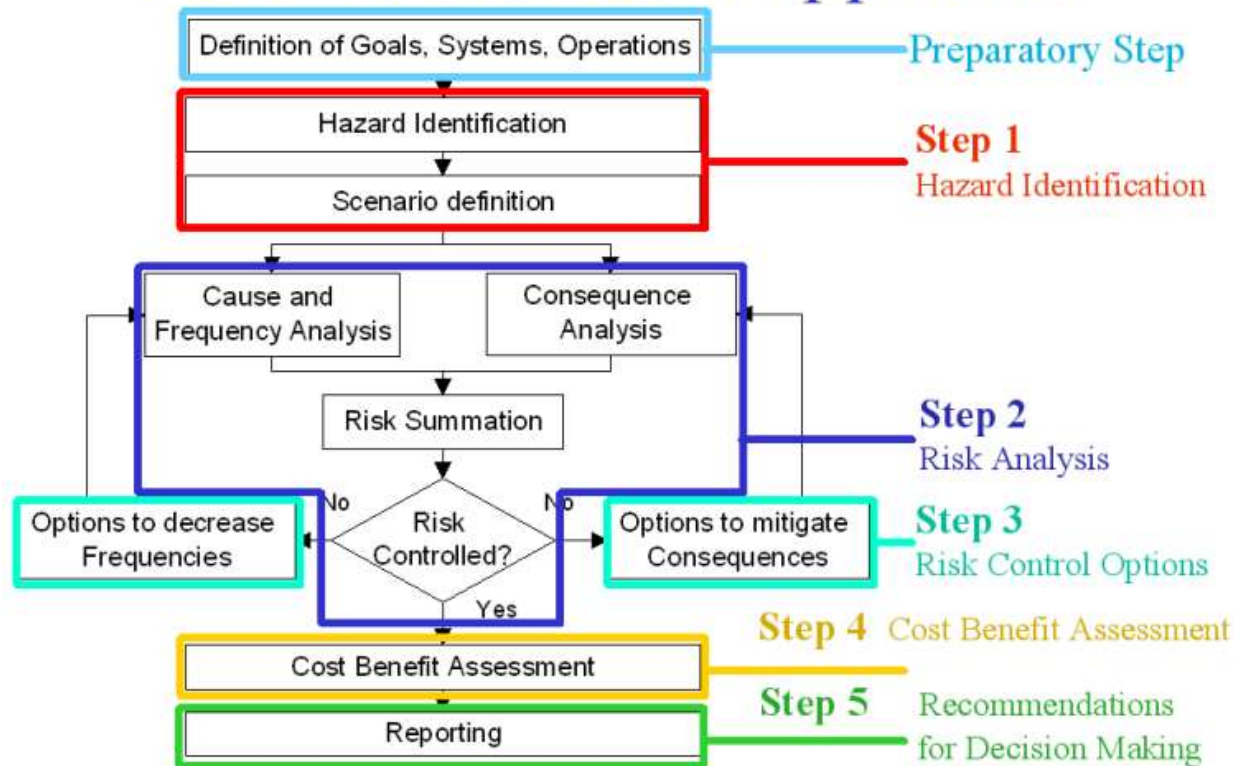 Definition of Goals, Systems, Operations
Preparatory Step
Hazard Identification
Step 1
Hazard Identification
Scenario definition
Cause and
Frequency Analysis
Consequence
Analysis
Risk Summation
Step 2
Risk Analysis
No
No
Options to decrease
Frequencies
Risk
Controlled?
Options to mitigate
Consequences
Step 3
Risk Control Options
Yes
Step 4 Cost Benefit Assessment
Cost Benefit Assessment
Step 5 Recommendations
for Decision Making
Reporting